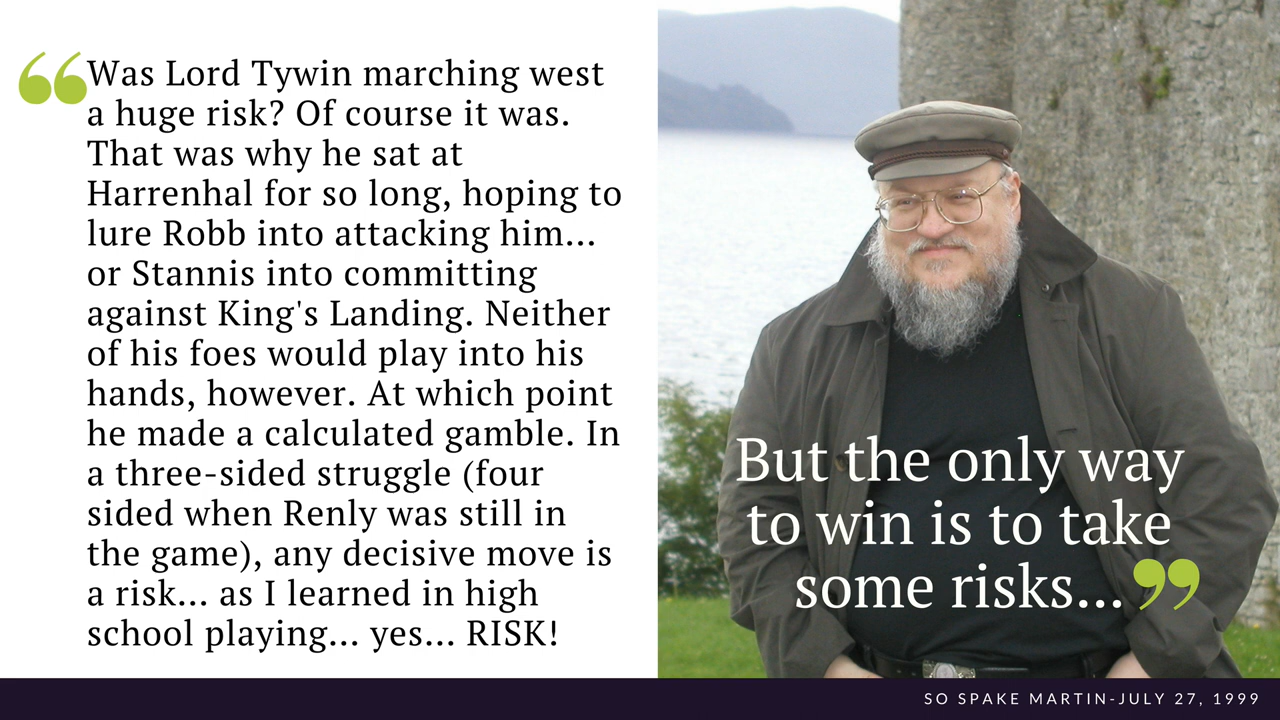 “Was Lord Tywin marching west
a huge risk? Of course it was.
That was why he sat at
Harrenhal for so long, hoping to
lure Robb into attacking him...
or Stannis into committing
against King's Landing. Neither
of his foes would play into his
hands, however. At which point
he made a calculated gamble. In
a three-sided struggle (four
sided when Renly was still in
the game), any decisive move is
a risk... as I learned in high
school playing... yes... RISK!
But the only way
to win is to take
some risks...”
SO SPAKE MARTIN-JULY 27, 1999